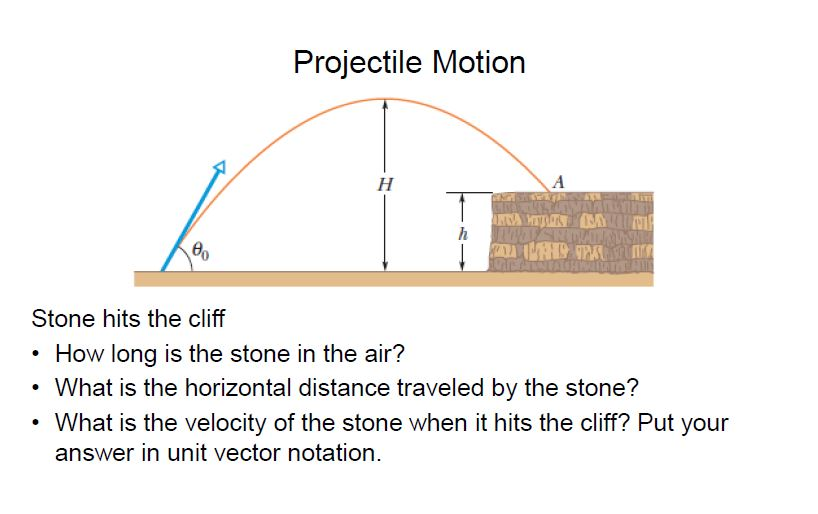 Projectile Motion
H
A
h
θ0
Stone hits the cliff
• How long is the stone in the air?
• What is the horizontal distance traveled by the stone?
• What is the velocity of the stone when it hits the cliff? Put your
answer in unit vector notation.